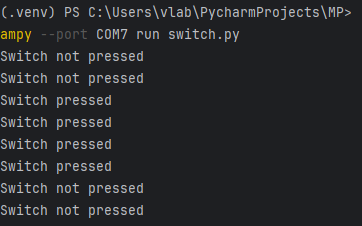 (.venv) PS C:\Users\vlab\PycharmProjects\MP>
ampy --port COM7 run switch.py
Switch not pressed
Switch not pressed
Switch pressed
Switch pressed
Switch pressed
Switch pressed
Switch not pressed
Switch not pressed